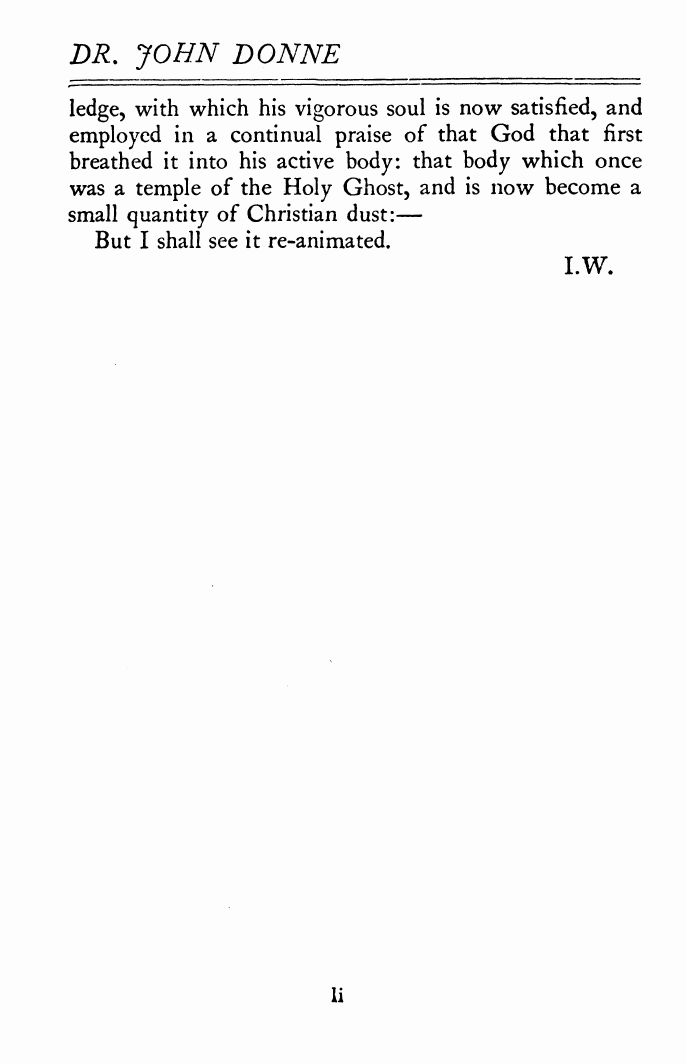 DR. JOHN DONNE
ledge, with which his vigorous soul is now satisfied, and
employed in a continual praise of that God that first
breathed it into his active body: that body which once
was a temple of the Holy Ghost, and is now become a
small quantity of Christian dust:—
But I shall see it re-animated.
I.W.
li